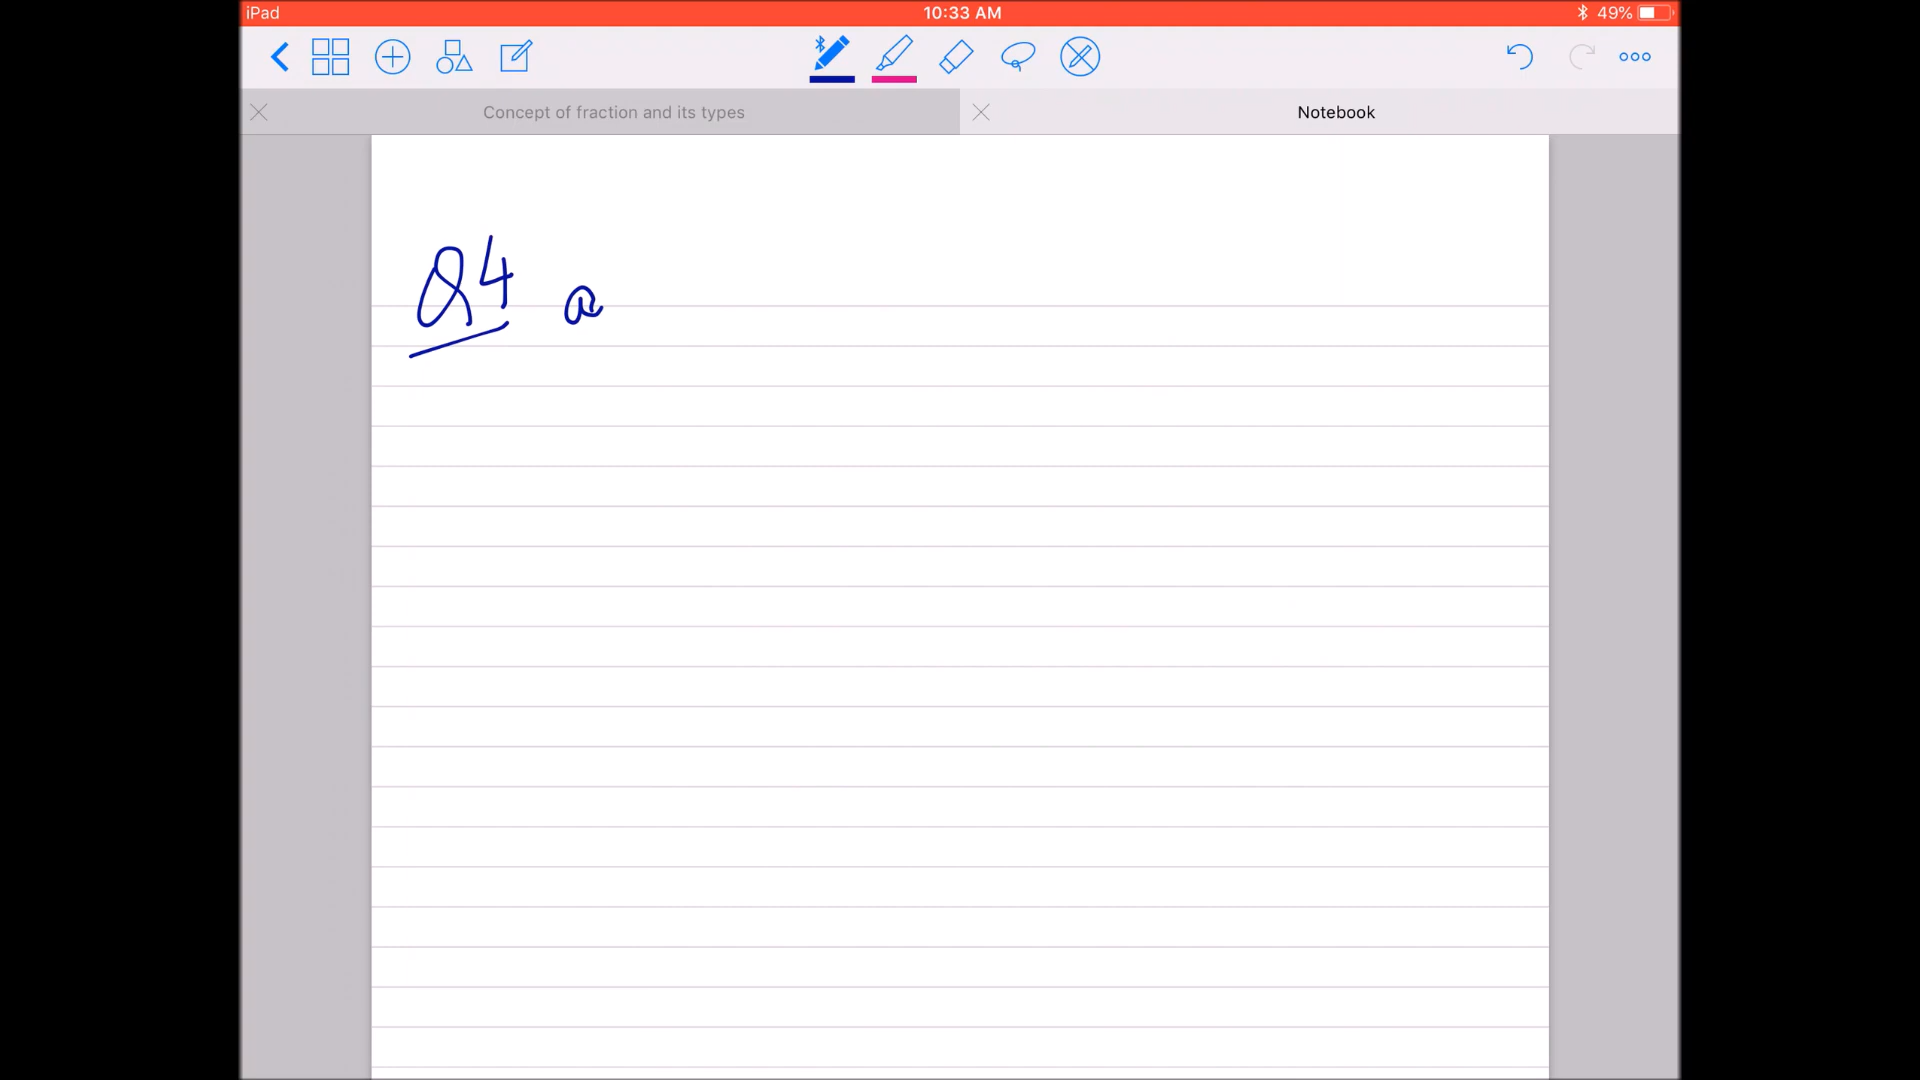 iPad 10:33 AM 49%
Concept of fraction and its types Notebook
Q4 a